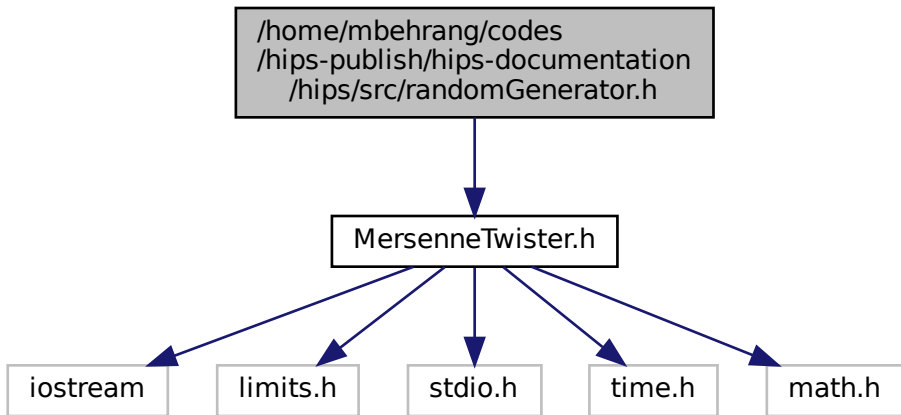 /home/mbehrang/codes
/hips-publish/hips-documentation
/hips/src/randomGenerator.h
MersenneTwister.h
iostream
limits.h
stdio.h
time.h
math.h